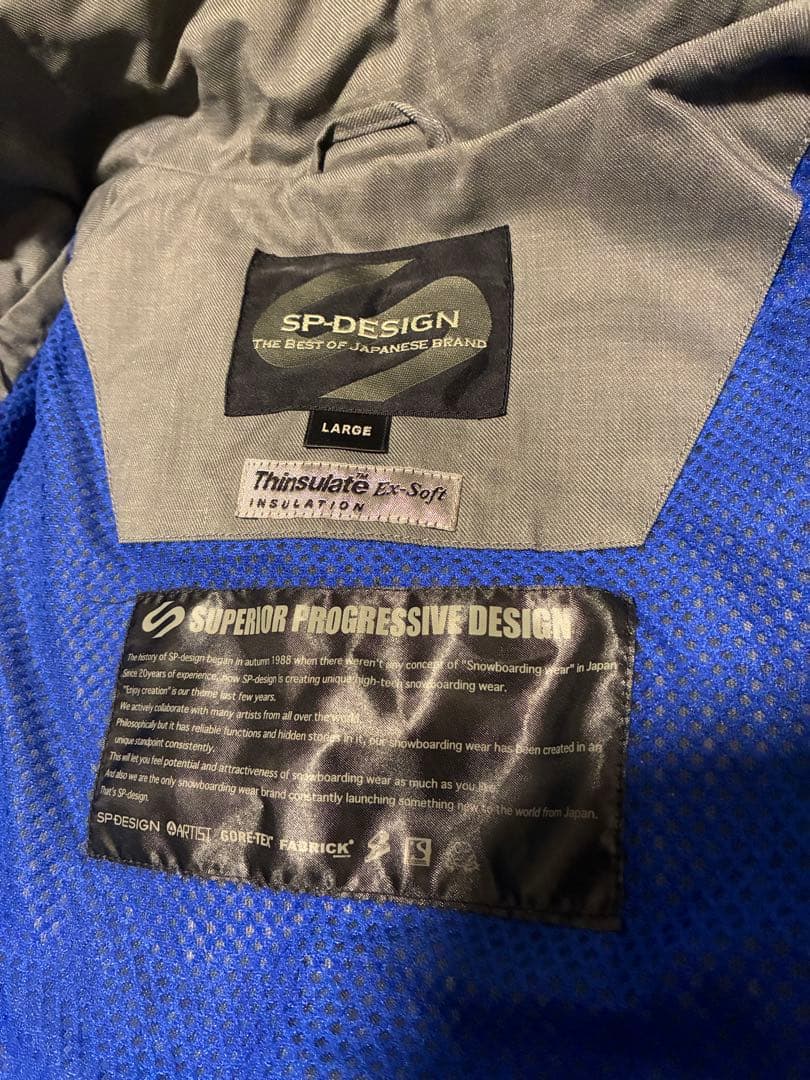 SP-DESIGN
THE BEST OF JAPANESE BRAND
LARGE
Thinsulate™ Ex-Soft
INSULATION
SUPERIOR PROGRESSIVE DESIGN
The history of SP-design began in autumn 1988 when there weren't any concept of "Snowboarding wear" in Japan
Since 20years of experience, now SP-design is creating unique high-tech snowboarding wear.
"Enjoy creation" is our theme last few years.
We actively collaborate with many artists from all over the world.
Philosophically but it has reliable functions and hidden stories in it, our snowboarding wear has been created in an
unique standpoint consistently.
This will let you feel potential and attractiveness of snowboarding wear as much as you like.
And also we are the only snowboarding wear brand constantly launching something new to the world from Japan.
That's SP-design.
SP-DESIGN ARTIST GORE-TEX FABRICK